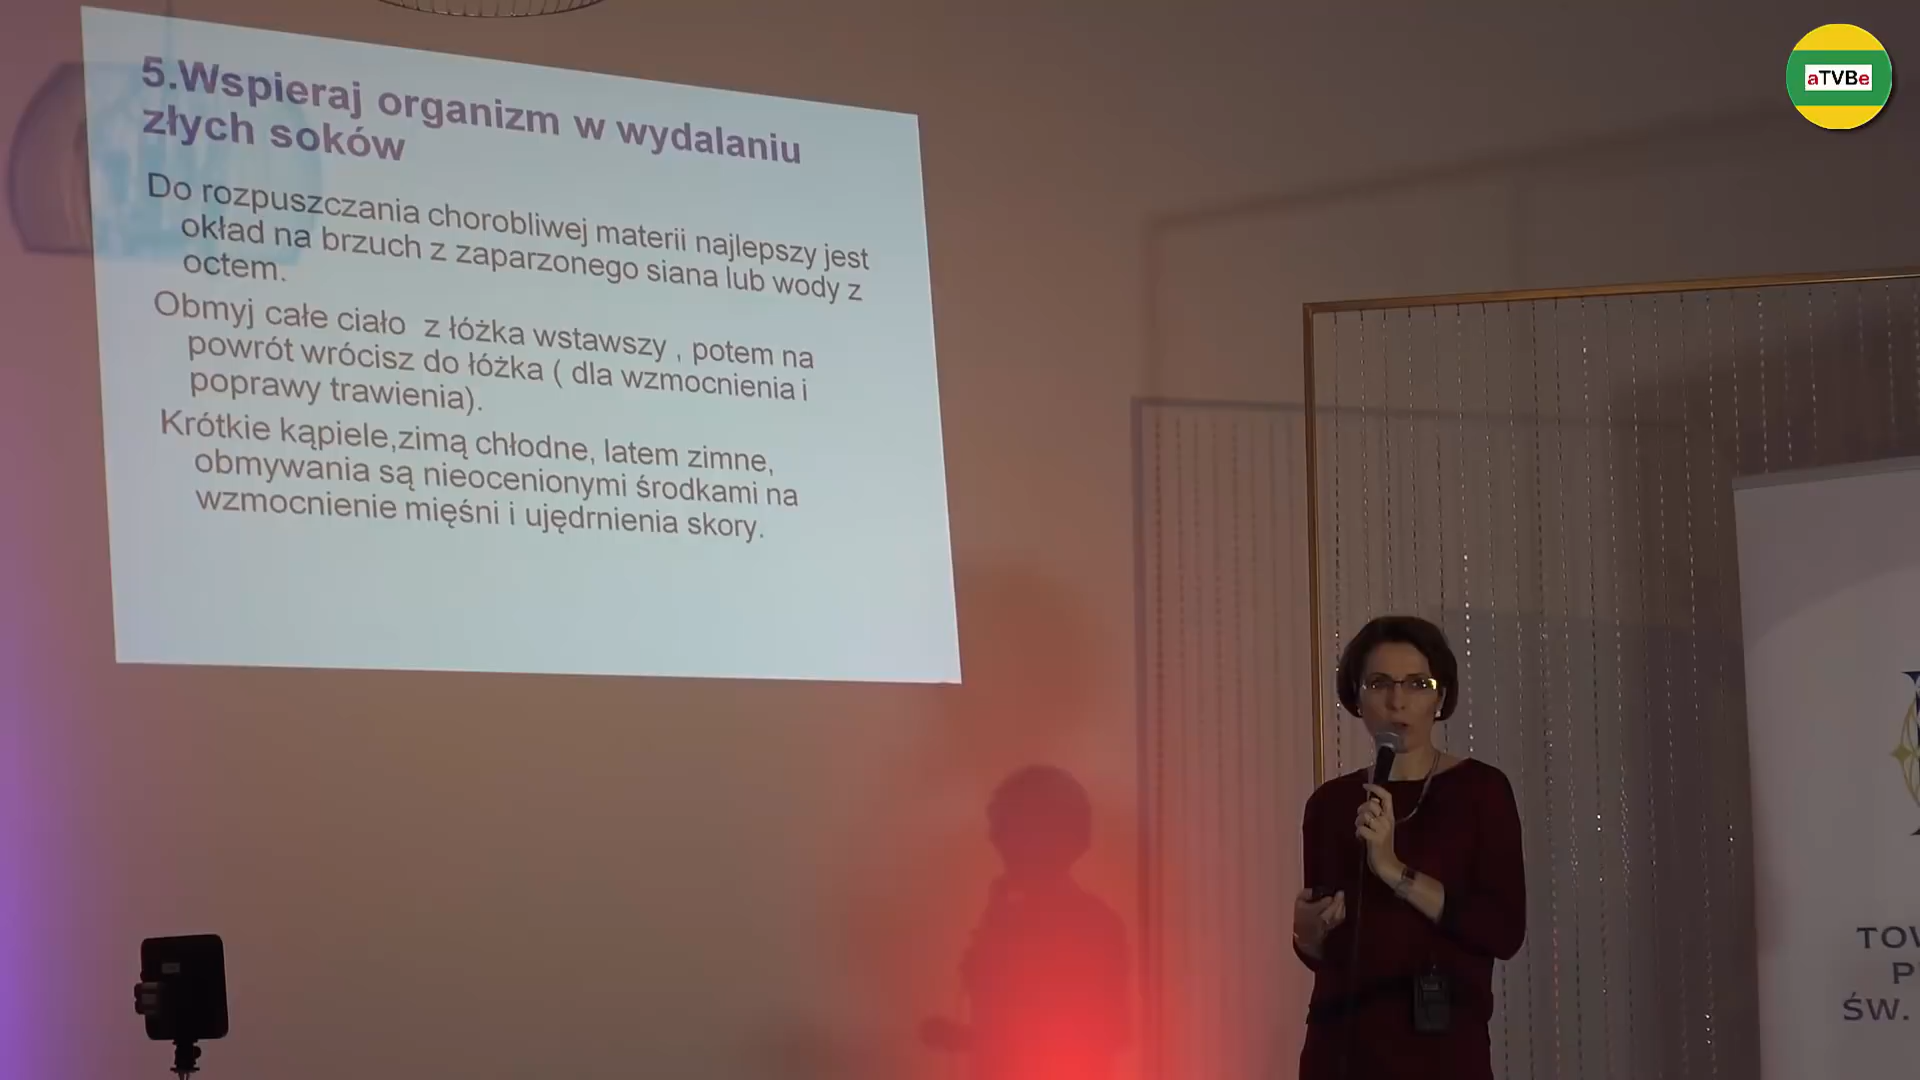 5.Wspieraj organizm w wydalaniu
złych soków
Do rozpuszczania chorobliwej materii najlepszy jest
okład na brzuch z zaparzonego siana lub wody z
octem.
Obmyj całe ciało z łóżka wstawszy , potem na
powrót wrócisz do łóżka ( dla wzmocnienia i
poprawy trawienia).
Krótkie kąpiele,zimą chłodne, latem zimne,
obmywania są nieocenionymi środkami na
wzmocnienie mięśni i ujędrnienia skory.
aTVBe
TOW
P
ŚW.